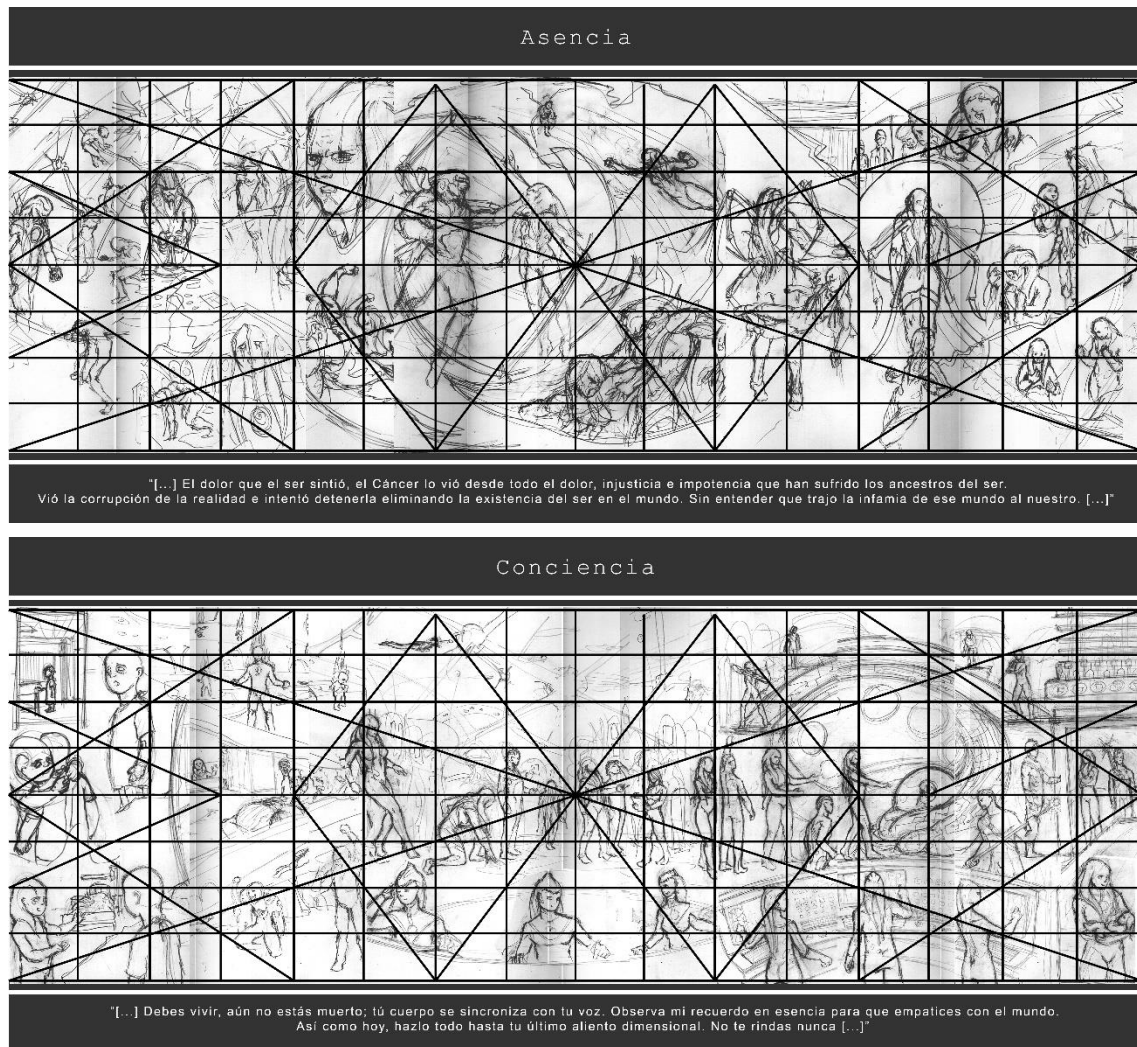 Asencia
"[...] El dolor que el ser sintió, el Cáncer lo vió desde todo el dolor, injusticia e impotencia que han sufrido los ancestros del ser.
Vió la corrupción de la realidad e intentó detenerla eliminando la existencia del ser en el mundo. Sin entender que trajo la infamia de ese mundo al nuestro. [...]"
Conciencia
"[...] Debes vivir, aún no estás muerto; tú cuerpo se sincroniza con tu voz. Observa mi recuerdo en esencia para que empatices con el mundo.
Así como hoy, hazlo todo hasta tu último aliento dimensional. No te rindas nunca [...]"